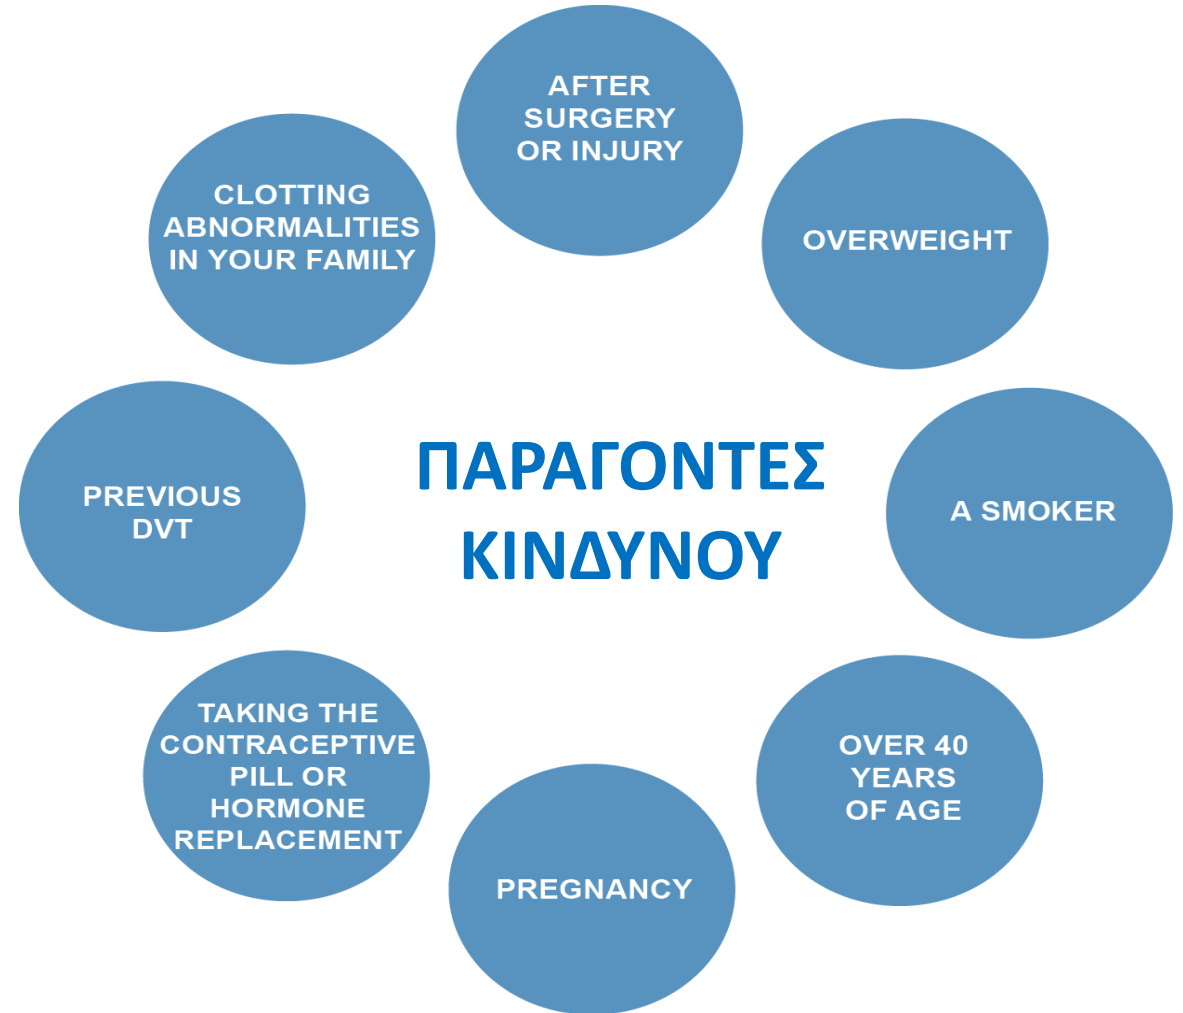 AFTER
SURGERY
OR INJURY
OVERWEIGHT
A SMOKER
OVER 40
YEARS
OF AGE
PREGNANCY
TAKING THE
CONTRACEPTIVE
PILL OR
HORMONE
REPLACEMENT
PREVIOUS
DVT
CLOTTING
ABNORMALITIES
IN YOUR FAMILY
ΠΑΡΑΓΟΝΤΕΣ
ΚΙΝΔΥΝΟΥ